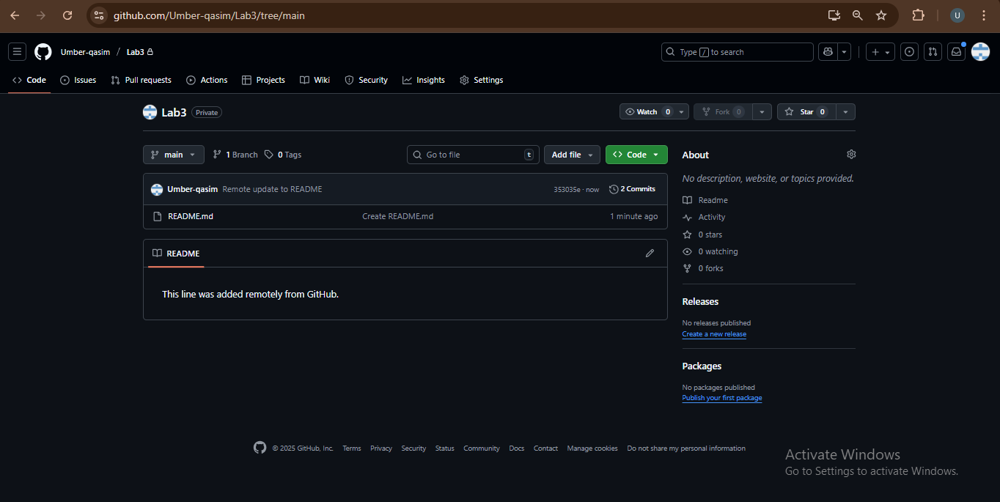 github.com/Umber-qasim/Lab3/tree/main
U
Umber-qasim / Lab3
Type / to search
Code Issues Pull requests Actions Projects Wiki Security Insights Settings
Lab3 Private
Watch 0 Fork 0 Star 0
main 1 Branch 0 Tags Go to file t Add file Code
Umber-qasim Remote update to README 353035e · now 2 Commits
README.md Create README.md 1 minute ago
README
This line was added remotely from GitHub.
About
No description, website, or topics provided.
Readme
Activity
0 stars
0 watching
0 forks
Releases
No releases published
Create a new release
Packages
No packages published
Publish your first package
© 2025 GitHub, Inc. Terms Privacy Security Status Community Docs Contact Manage cookies Do not share my personal information
Activate Windows
Go to Settings to activate Windows.